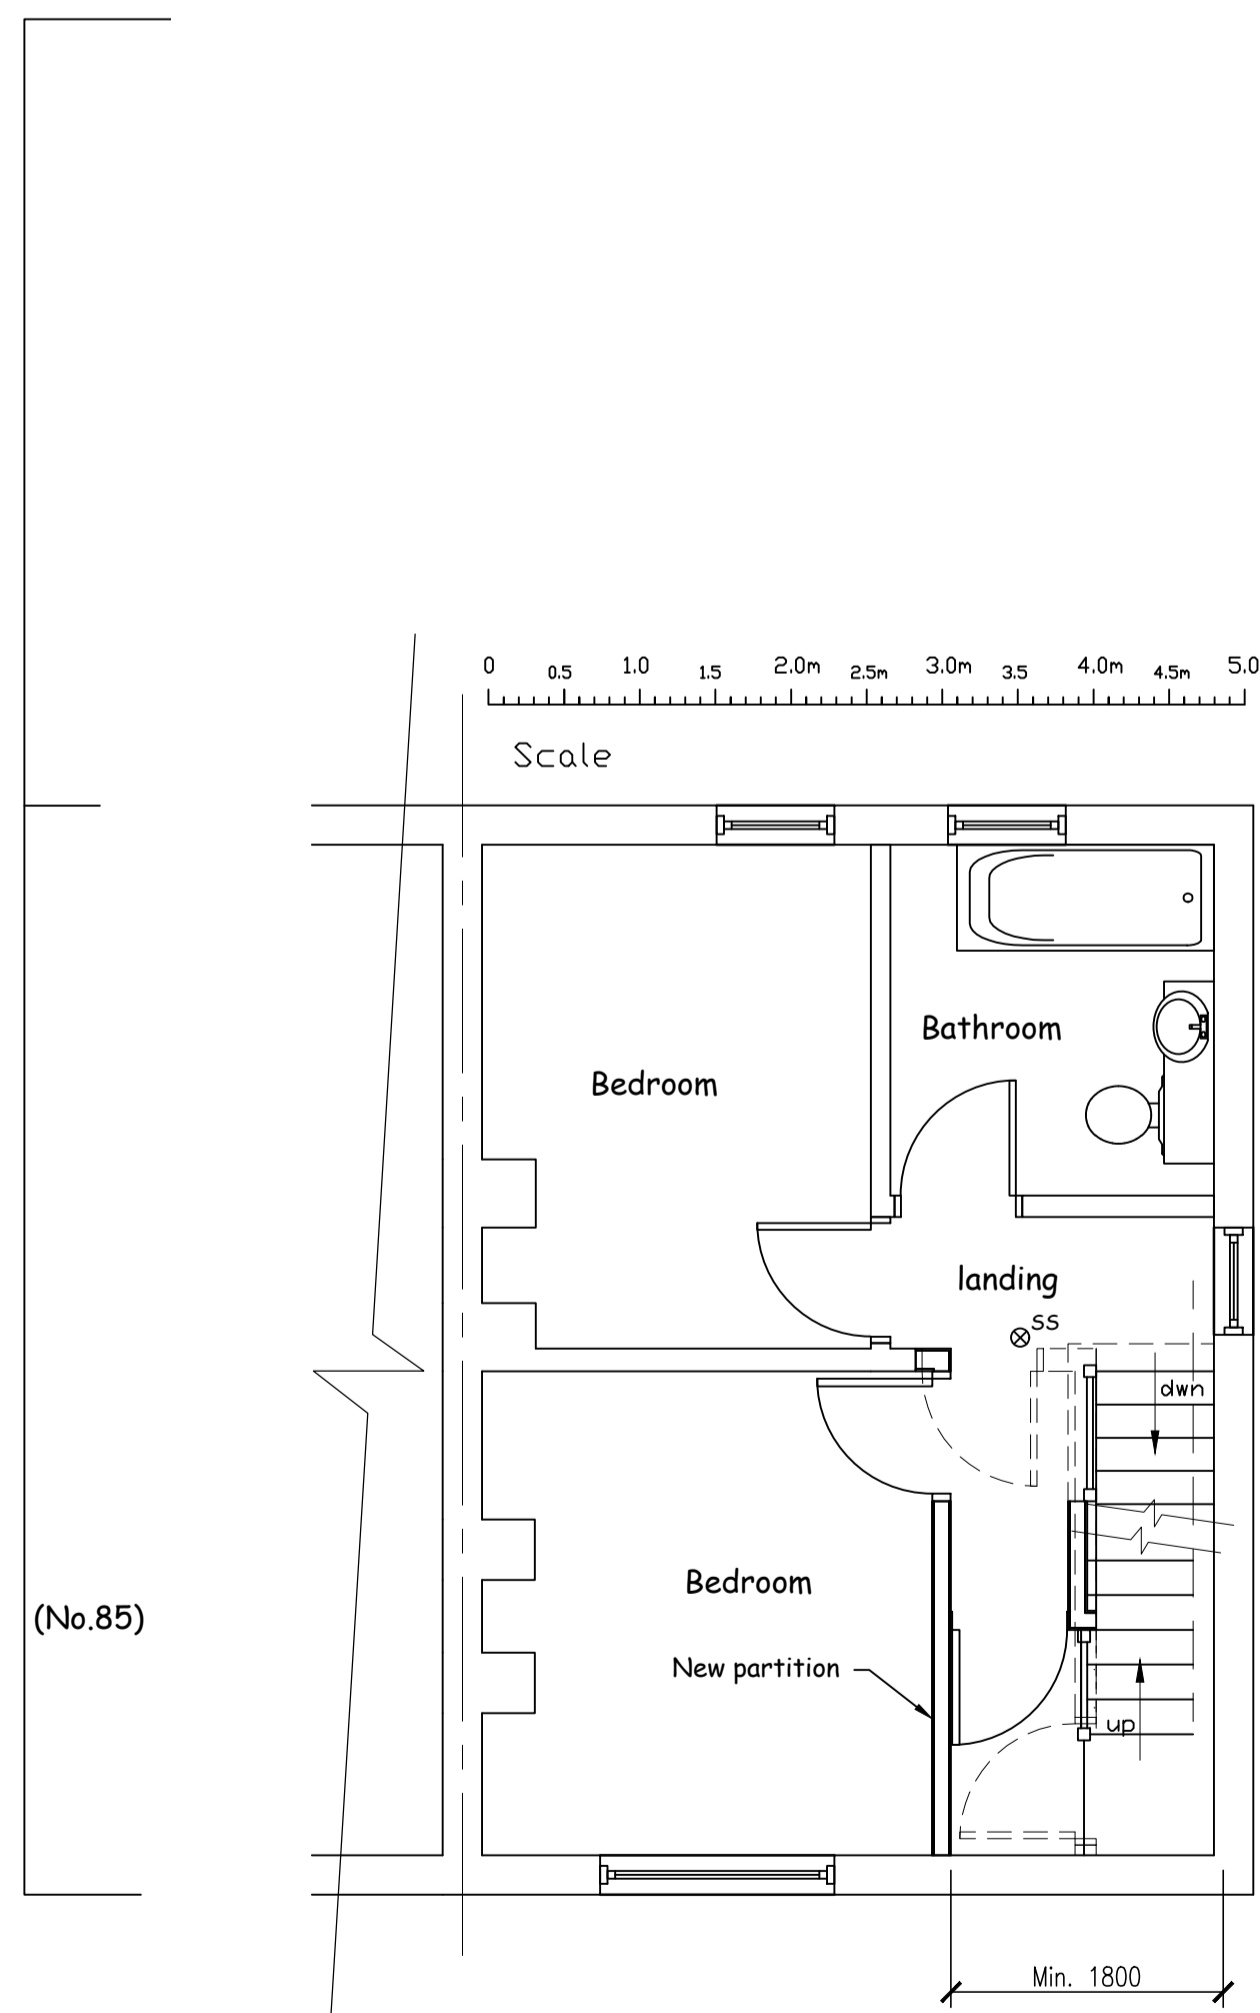 0 0.5 1.0 1.5 2.0m 2.5m 3.0m 3.5 4.0m 4.5m 5.0
Scale
Bathroom
Bedroom
landing
SS
dwn
Bedroom
(No.85)
New partition
up
Min. 1800